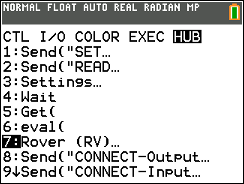 NORMAL FLOAT AUTO REAL RADIAN MP
CTL I/O COLOR EXEC HUB
1:Send("SET…
2:Send("READ…
3:Settings…
4:Wait
5:Get(
6:eval(
7:Rover (RV)…
8:Send("CONNECT-Output…
9↓Send("CONNECT-Input…